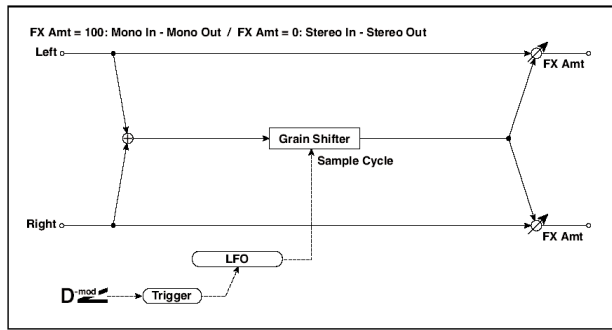 FX Amt = 100: Mono In - Mono Out / FX Amt = 0: Stereo In - Stereo Out
Left
FX Amt
Grain Shifter
Sample Cycle
Right
FX Amt
LFO
D-mod
Trigger